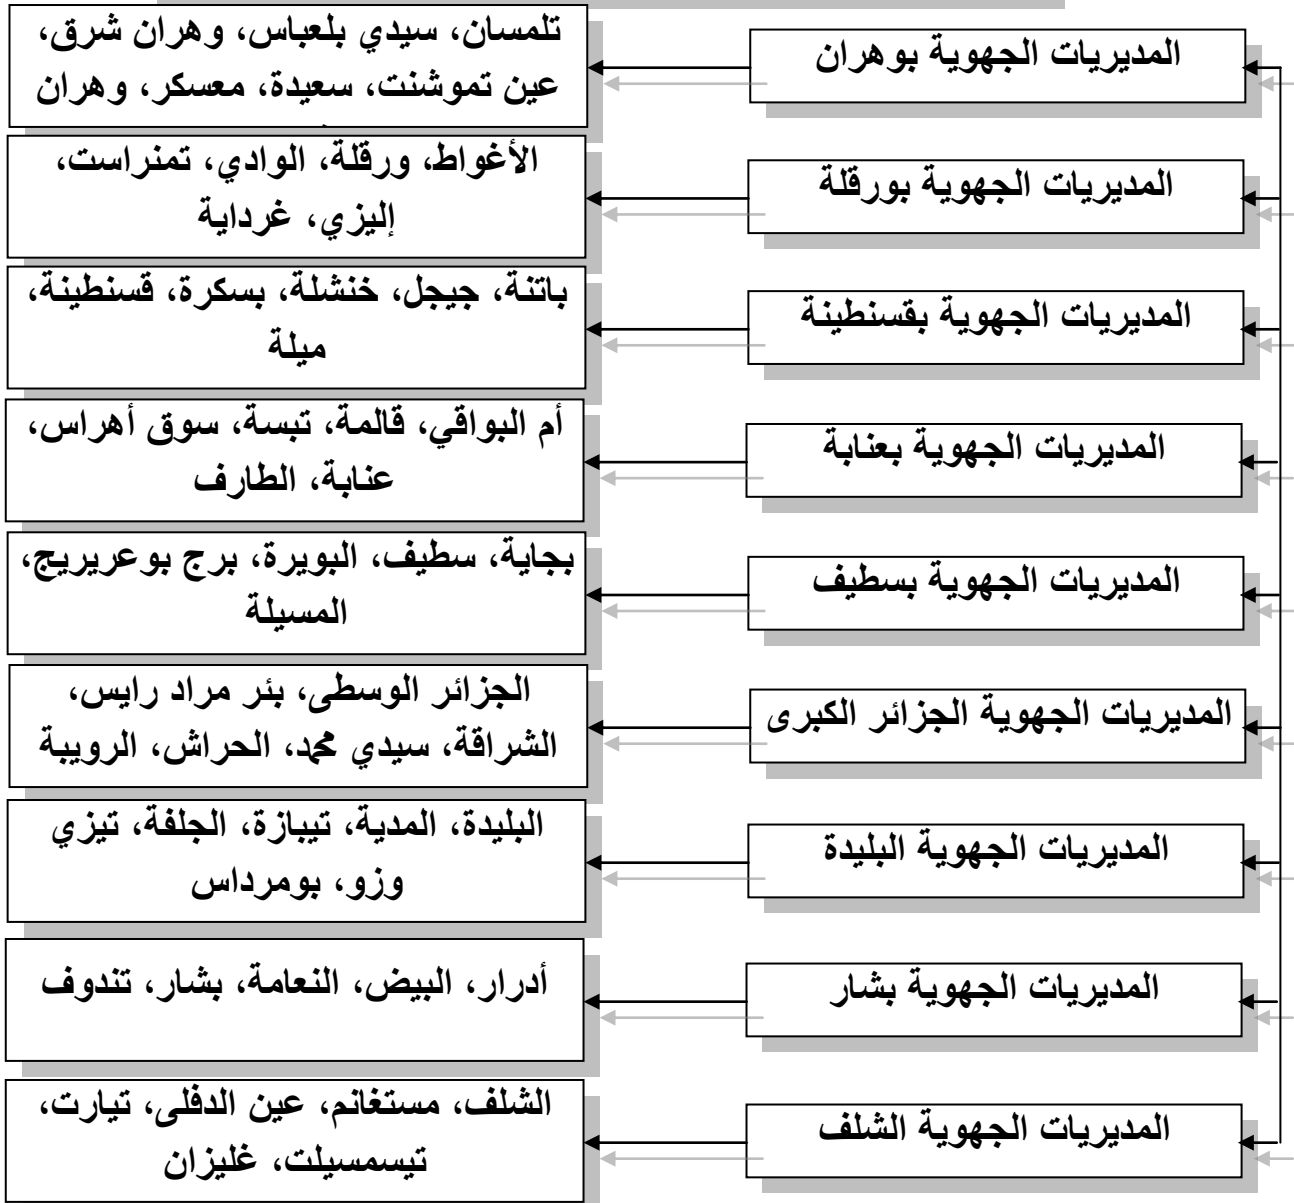 المديريات الجهوية بوهران
تلمسان، سيدي بلعباس، وهران شرق،
عين تموشنت، سعيدة، معسكر، وهران
المديريات الجهوية بورقلة
الأغواط، ورقلة، الوادي، تمنراست،
إليزي، غرداية
المديريات الجهوية بقسنطينة
باتنة، جيجل، خنشلة، بسكرة، قسنطينة،
ميلة
المديريات الجهوية بعنابة
أم البواقي، قالمة، تبسة، سوق أهراس،
عنابة، الطارف
المديريات الجهوية بسطيف
بجاية، سطيف، البويرة، برج بوعريريج،
المسيلة
المديريات الجهوية الجزائر الكبرى
الجزائر الوسطى، بئر مراد رايس،
الشراقة، سيدي محمد، الحراش، الرويبة
المديريات الجهوية البليدة
البليدة، المدية، تيبازة، الجلفة، تيزي
وزو، بومرداس
المديريات الجهوية بشار
أدرار، البيض، النعامة، بشار، تندوف
المديريات الجهوية الشلف
الشلف، مستغانم، عين الدفلى، تيارت،
تيسمسيلت، غليزان